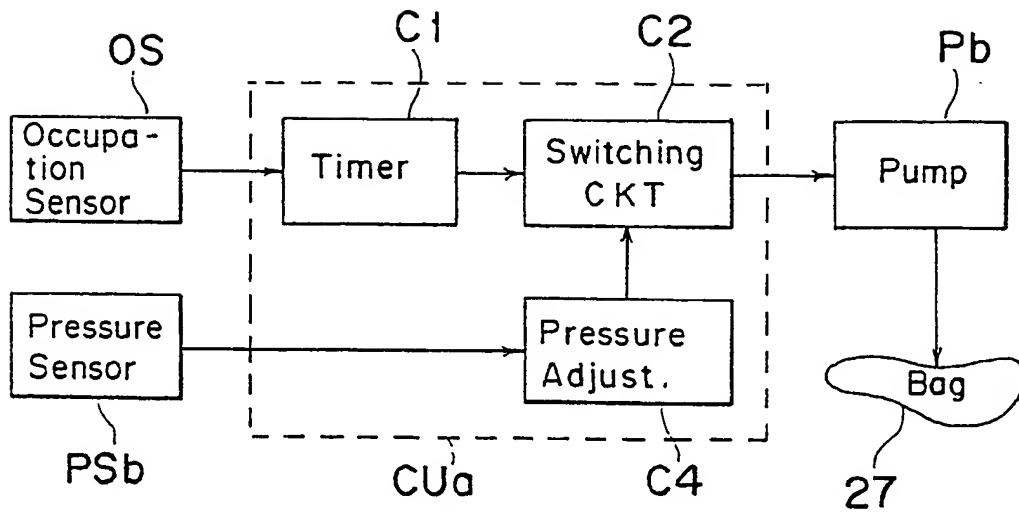 OS
C1
C2
Pb
Occupa-
tion
Sensor
Timer
Switching
CKT
Pump
Pressure
Sensor
Pressure
Adjust.
Bag
PSb
CUa
C4
27